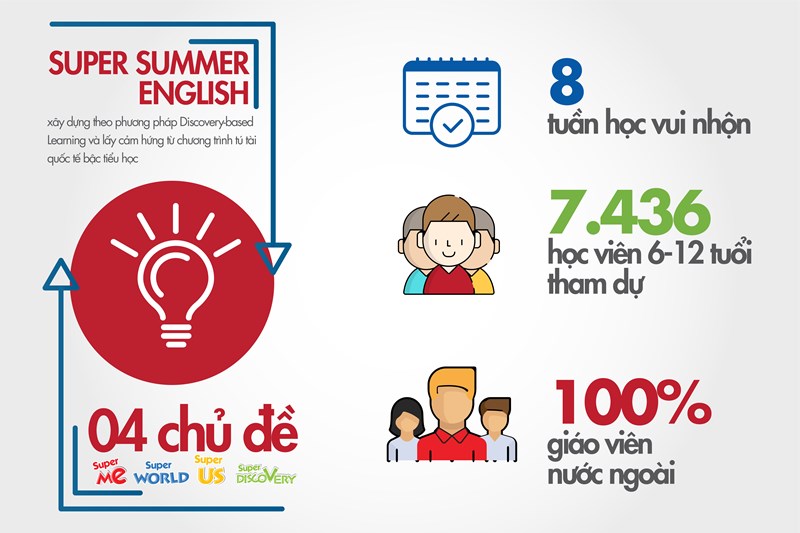 SUPER SUMMER
ENGLISH
xây dựng theo phương pháp Discovery-based
Learning và lấy cảm hứng từ chương trình tú tài
quốc tế bậc tiểu học
04 chủ đề
Super ME
Super WORLD
Super US
Super DISCOVERY
8
tuần học vui nhộn
7.436
học viên 6-12 tuổi
tham dự
100%
giáo viên
nước ngoài